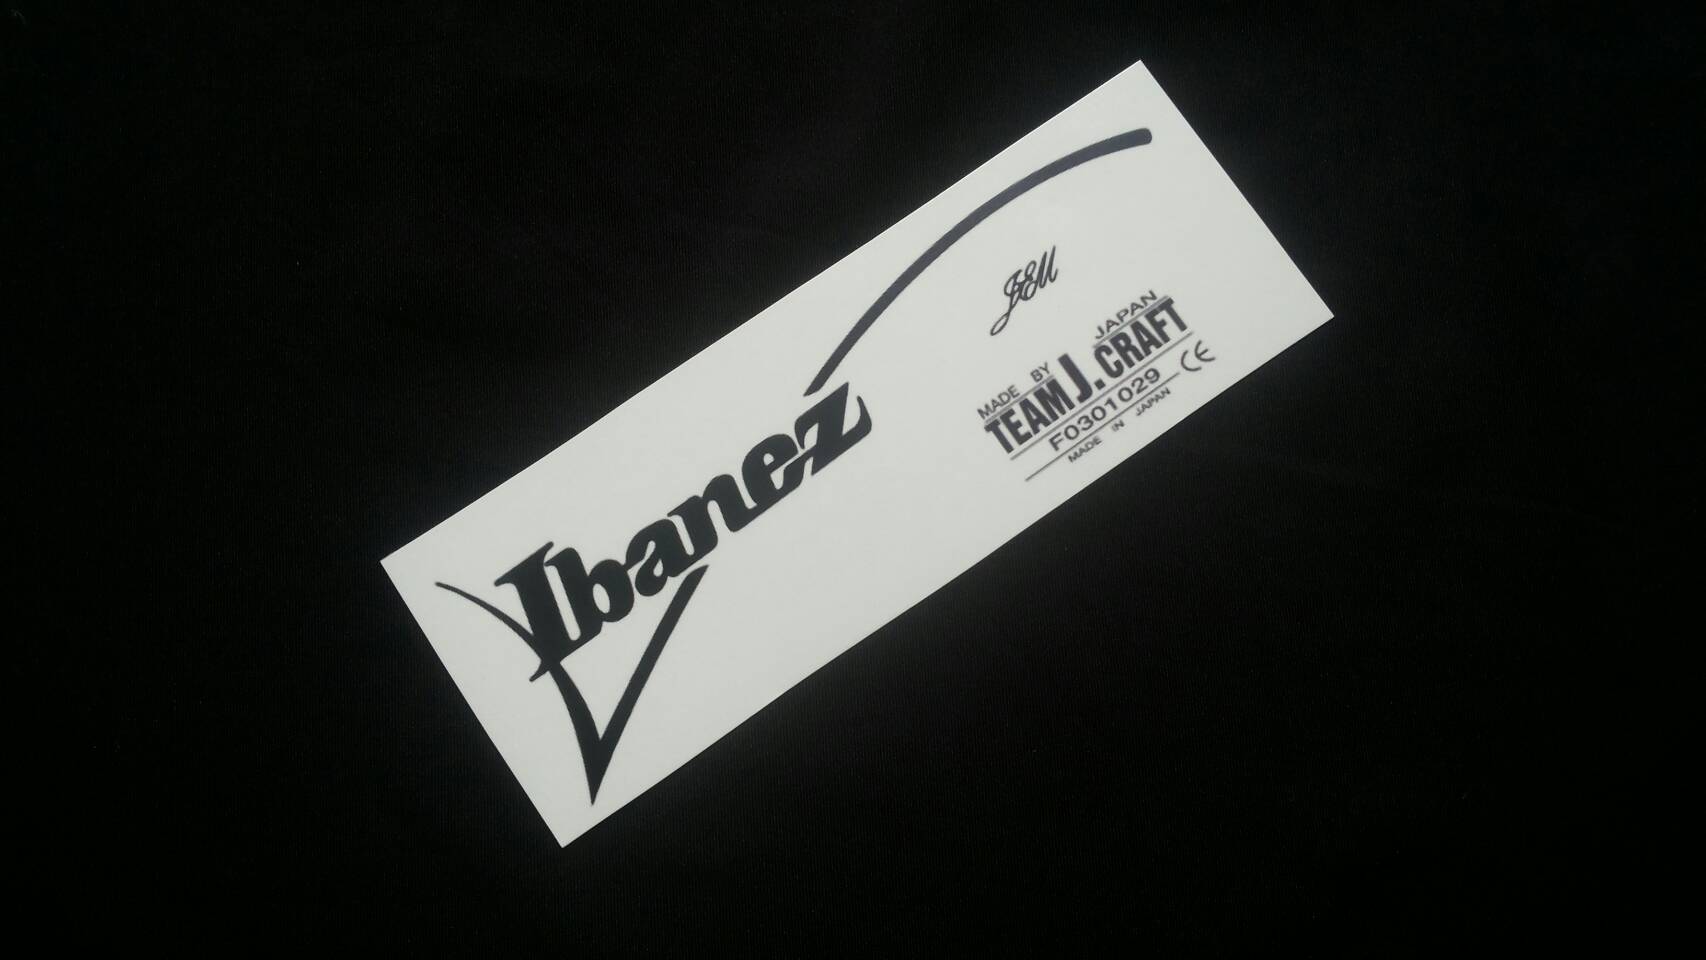 Ibanez
JEM
MADE BY JAPAN
TEAM J. CRAFT
F0301029 CE
MADE IN JAPAN